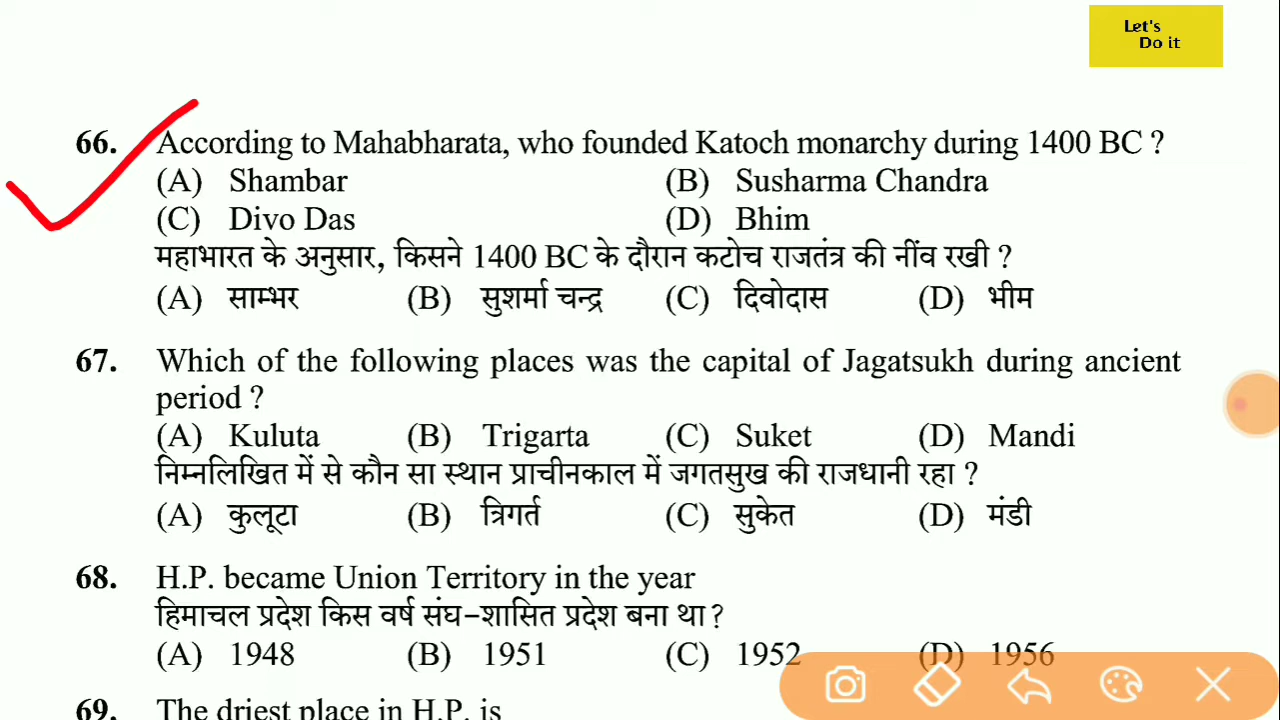 Let's
Do it
66. According to Mahabharata, who founded Katoch monarchy during 1400 BC ?
(A) Shambar (B) Susharma Chandra
(C) Divo Das (D) Bhim
महाभारत के अनुसार, किसने 1400 BC के दौरान कटोच राजतंत्र की नींव रखी ?
(A) साम्भर (B) सुशर्मा चन्द्र (C) दिवोदास (D) भीम
67. Which of the following places was the capital of Jagatsukh during ancient
period ?
(A) Kuluta (B) Trigarta (C) Suket (D) Mandi
निम्नलिखित में से कौन सा स्थान प्राचीनकाल में जगतसुख की राजधानी रहा ?
(A) कुलूटा (B) त्रिगर्त (C) सुकेत (D) मंडी
68. H.P. became Union Territory in the year
हिमाचल प्रदेश किस वर्ष संघ-शासित प्रदेश बना था ?
(A) 1948 (B) 1951 (C) 1952 (D) 1956
69. The driest place in H.P. is